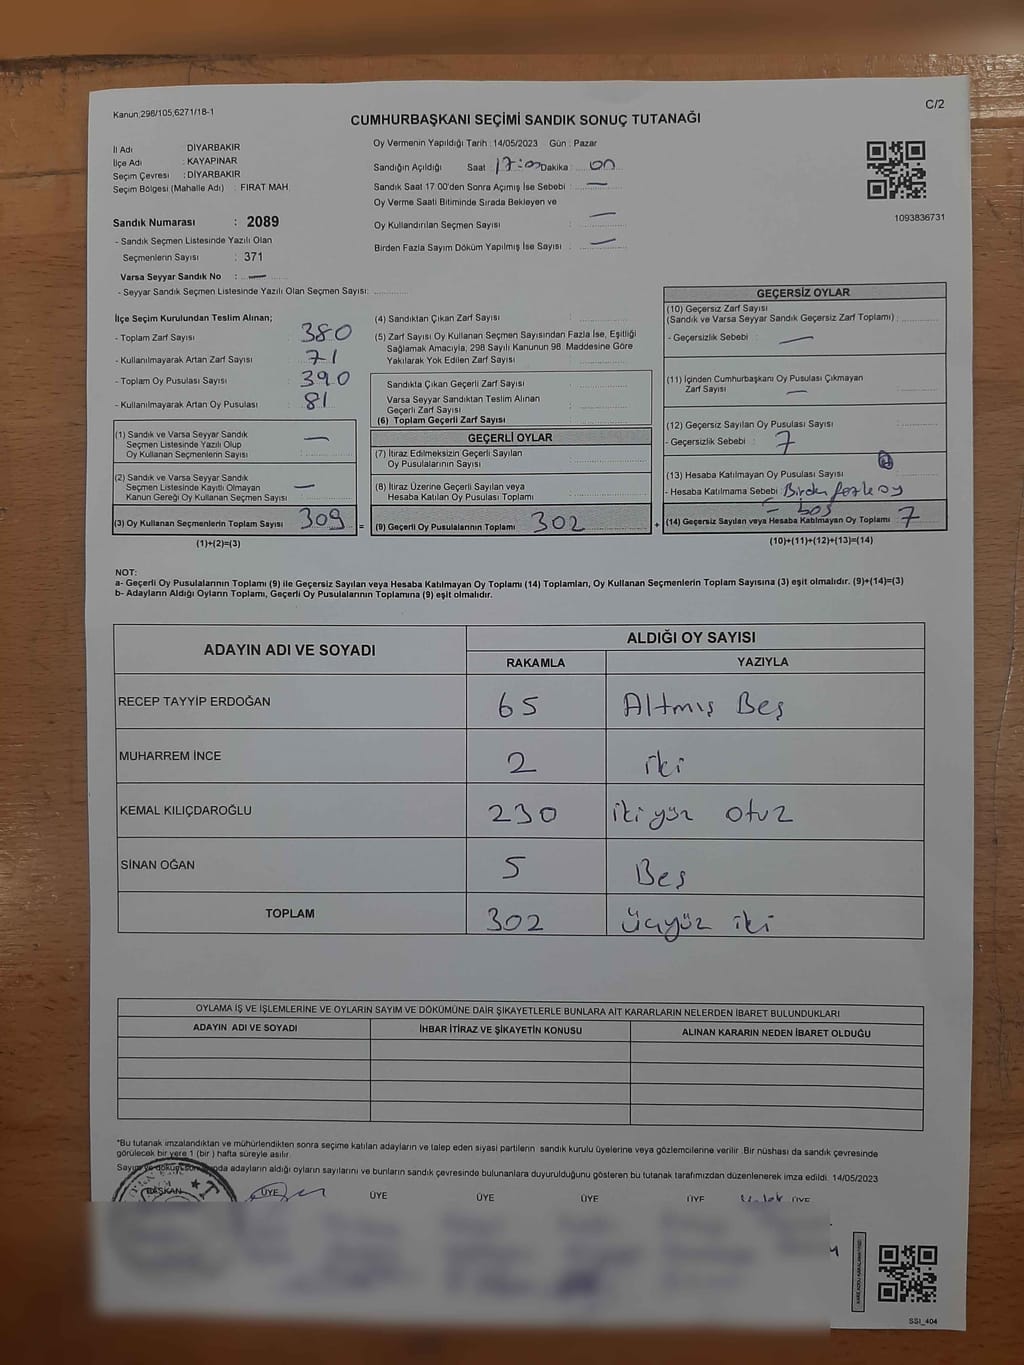 Kanun;298/105,6271/18-1
C/2
CUMHURBAŞKANI SEÇİMİ SANDIK SONUÇ TUTANAĞI
İl Adı DİYARBAKIR
İlçe Adı : KAYAPINAR
Seçim Çevresi : DİYARBAKIR
Seçim Bölgesi (Mahalle Adı) : FIRAT MAH.
Sandık Numarası : 2089
- Sandık Seçmen Listesinde Yazılı Olan
Seçmenlerin Sayısı : 371
Varsa Seyyar Sandık No : —
- Seyyar Sandık Seçmen Listesinde Yazılı Olan Seçmen Sayısı:
Oy Vermenin Yapıldığı Tarih : 14/05/2023 Gün : Pazar
Sandığın Açıldığı Saat 17:00 Dakika : on
Sandık Saat 17.00'den Sonra Açımış İse Sebebi : —
Oy Verme Saati Bitiminde Sırada Bekleyen ve
Oy Kullandırılan Seçmen Sayısı : —
Birden Fazla Sayım Döküm Yapılmış İse Sayısı : —
1093836731
İlçe Seçim Kurulundan Teslim Alınan;
- Toplam Zarf Sayısı : 380
- Kullanılmayarak Artan Zarf Sayısı : 71
- Toplam Oy Pusulası Sayısı : 390
- Kullanılmayarak Artan Oy Pusulası : 81
(1) Sandık ve Varsa Seyyar Sandık
Seçmen Listesinde Yazılı Olup
Oy Kullanan Seçmenlerin Sayısı : —
(2) Sandık ve Varsa Seyyar Sandık
Seçmen Listesinde Kayıtlı Olmayan
Kanun Gereği Oy Kullanan Seçmen Sayısı : —
(3) Oy Kullanan Seçmenlerin Toplam Sayısı 309
(1)+(2)=(3)
=
(4) Sandıktan Çıkan Zarf Sayısı :
(5) Zarf Sayısı Oy Kullanan Seçmen Sayısından Fazla İse, Eşitliği
Sağlamak Amacıyla, 298 Sayılı Kanunun 98. Maddesine Göre
Yakılarak Yok Edilen Zarf Sayısı :
Sandıkta Çıkan Geçerli Zarf Sayısı :
Varsa Seyyar Sandıktan Teslim Alınan
Geçerli Zarf Sayısı :
(6) Toplam Geçerli Zarf Sayısı :
GEÇERLİ OYLAR
(7) İtiraz Edilmeksizin Geçerli Sayılan
Oy Pusulalarının Sayısı :
(8) İtiraz Üzerine Geçerli Sayılan veya
Hesaba Katılan Oy Pusulası Toplamı :
(9) Geçerli Oy Pusulalarının Toplamı : 302
+
GEÇERSİZ OYLAR
(10) Geçersiz Zarf Sayısı
(Sandık ve Varsa Seyyar Sandık Geçersiz Zarf Toplamı) :
- Geçersizlik Sebebi : —
(11) İçinden Cumhurbaşkanı Oy Pusulası Çıkmayan
Zarf Sayısı : —
(12) Geçersiz Sayılan Oy Pusulası Sayısı :
- Geçersizlik Sebebi : 7
(13) Hesaba Katılmayan Oy Pusulası Sayısı :
- Hesaba Katılmama Sebebi : Birden fazla oy
- boş
(14) Geçersiz Sayılan veya Hesaba Katılmayan Oy Toplamı : 7
(10)+(11)+(12)+(13)=(14)
NOT:
a- Geçerli Oy Pusulalarının Toplamı (9) ile Geçersiz Sayılan veya Hesaba Katılmayan Oy Toplamı (14) Toplamları, Oy Kullanan Seçmenlerin Toplam Sayısına (3) eşit olmalıdır. (9)+(14)=(3)
b- Adayların Aldığı Oyların Toplamı, Geçerli Oy Pusulalarının Toplamına (9) eşit olmalıdır.
ADAYIN ADI VE SOYADI ALDIĞI OY SAYISI
RAKAMLA YAZIYLA
RECEP TAYYİP ERDOĞAN 65 Altmış Beş
MUHARREM İNCE 2 iki
KEMAL KILIÇDAROĞLU 230 iki yüz otuz
SİNAN OĞAN 5 Beş
TOPLAM 302 üçyüz iki
OYLAMA İŞ VE İŞLEMLERİNE VE OYLARIN SAYIM VE DÖKÜMÜNE DAİR ŞİKAYETLERLE BUNLARA AİT KARARLARIN NELERDEN İBARET BULUNDUKLARI
ADAYIN ADI VE SOYADI İHBAR İTİRAZ VE ŞİKAYETİN KONUSU ALINAN KARARIN NEDEN İBARET OLDUĞU
*Bu tutanak imzalandıktan ve mühürlendikten sonra seçime katılan adayların ve talep eden siyasi partilerin sandık kurulu üyelerine veya gözlemcilerine verilir. Bir nüshası da sandık çevresinde
görülecek bir yere 1 (bir ) hafta süreyle asılır.
Sayım ve döküm adayların aldığı oyların sayılarını ve bunların sandık çevresinde bulunanlara duyurulduğunu gösteren bu tutanak tarafımızdan düzenlenerek imza edildi. 14/05/2023
BAŞKAN ÜYE ÜYE ÜYE ÜYE ÜYE ÜYE
SSI_404